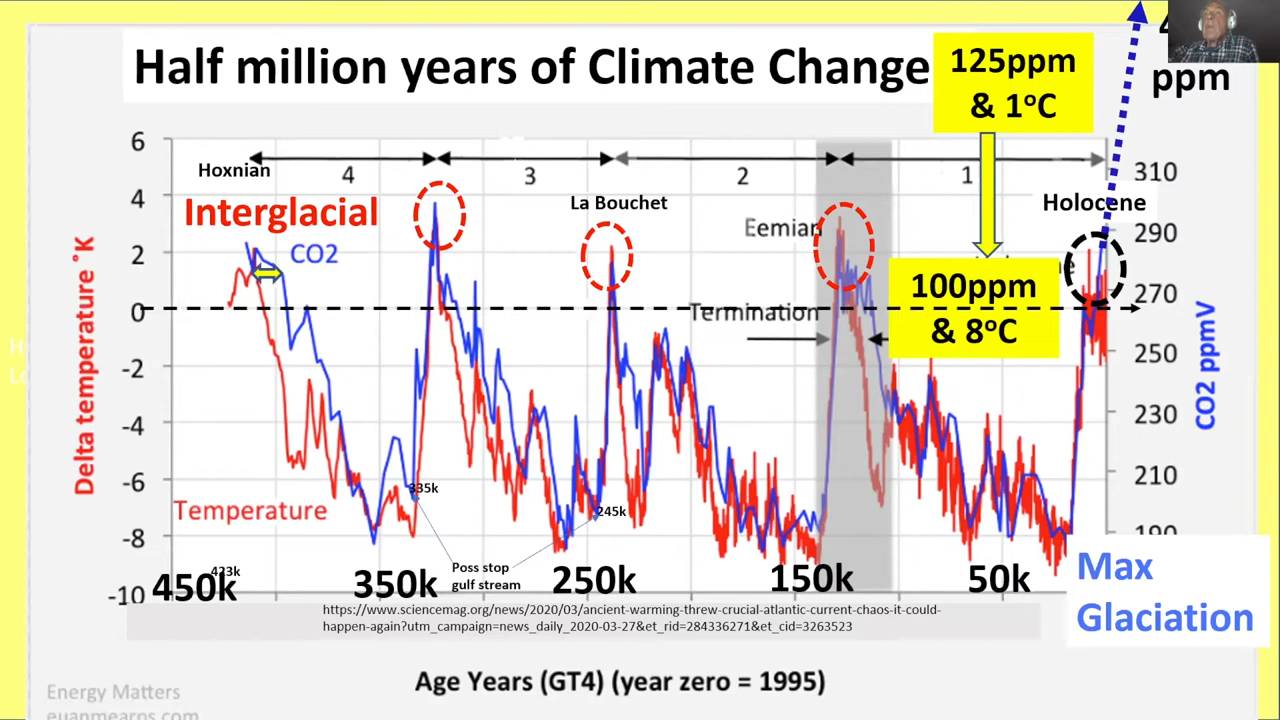 Half million years of Climate Change
125ppm
& 1°C
ppm
6
4
2
0
-2
-4
-6
-8
-10
Delta temperature °K
Hoxnian
4
3
2
1
Interglacial
CO2
La Bouchet
Eemian
Holocene
100ppm
& 8°C
Termination
310
290
270
250
230
210
190
CO2 ppmV
Temperature
335k
245k
Poss stop
gulf stream
423k
450k
350k
250k
150k
50k
Max
Glaciation
https://www.sciencemag.org/news/2020/03/ancient-warming-threw-crucial-atlantic-current-chaos-it-could-
happen-again?utm_campaign=news_daily_2020-03-27&et_rid=284336271&et_cid=3263523
Age Years (GT4) (year zero = 1995)
Energy Matters
euanmearns.com